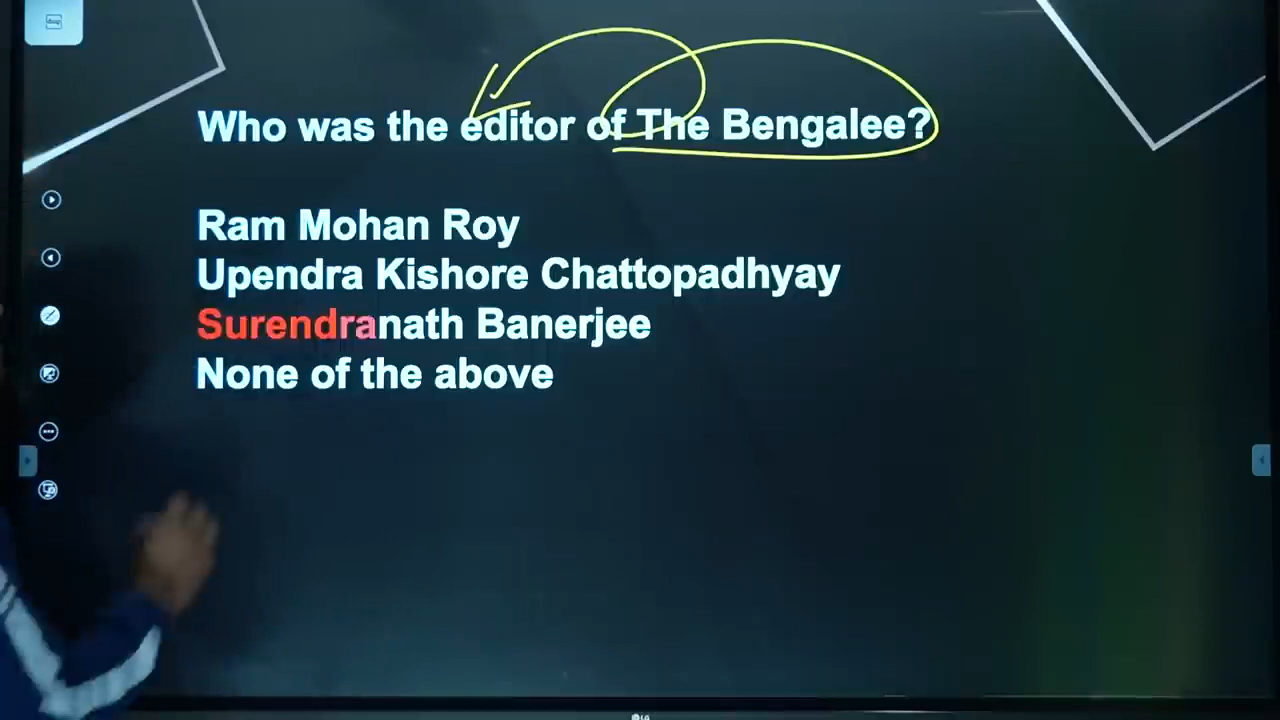 Who was the editor of The Bengalee?
Ram Mohan Roy
Upendra Kishore Chattopadhyay
Surendranath Banerjee
None of the above
LG